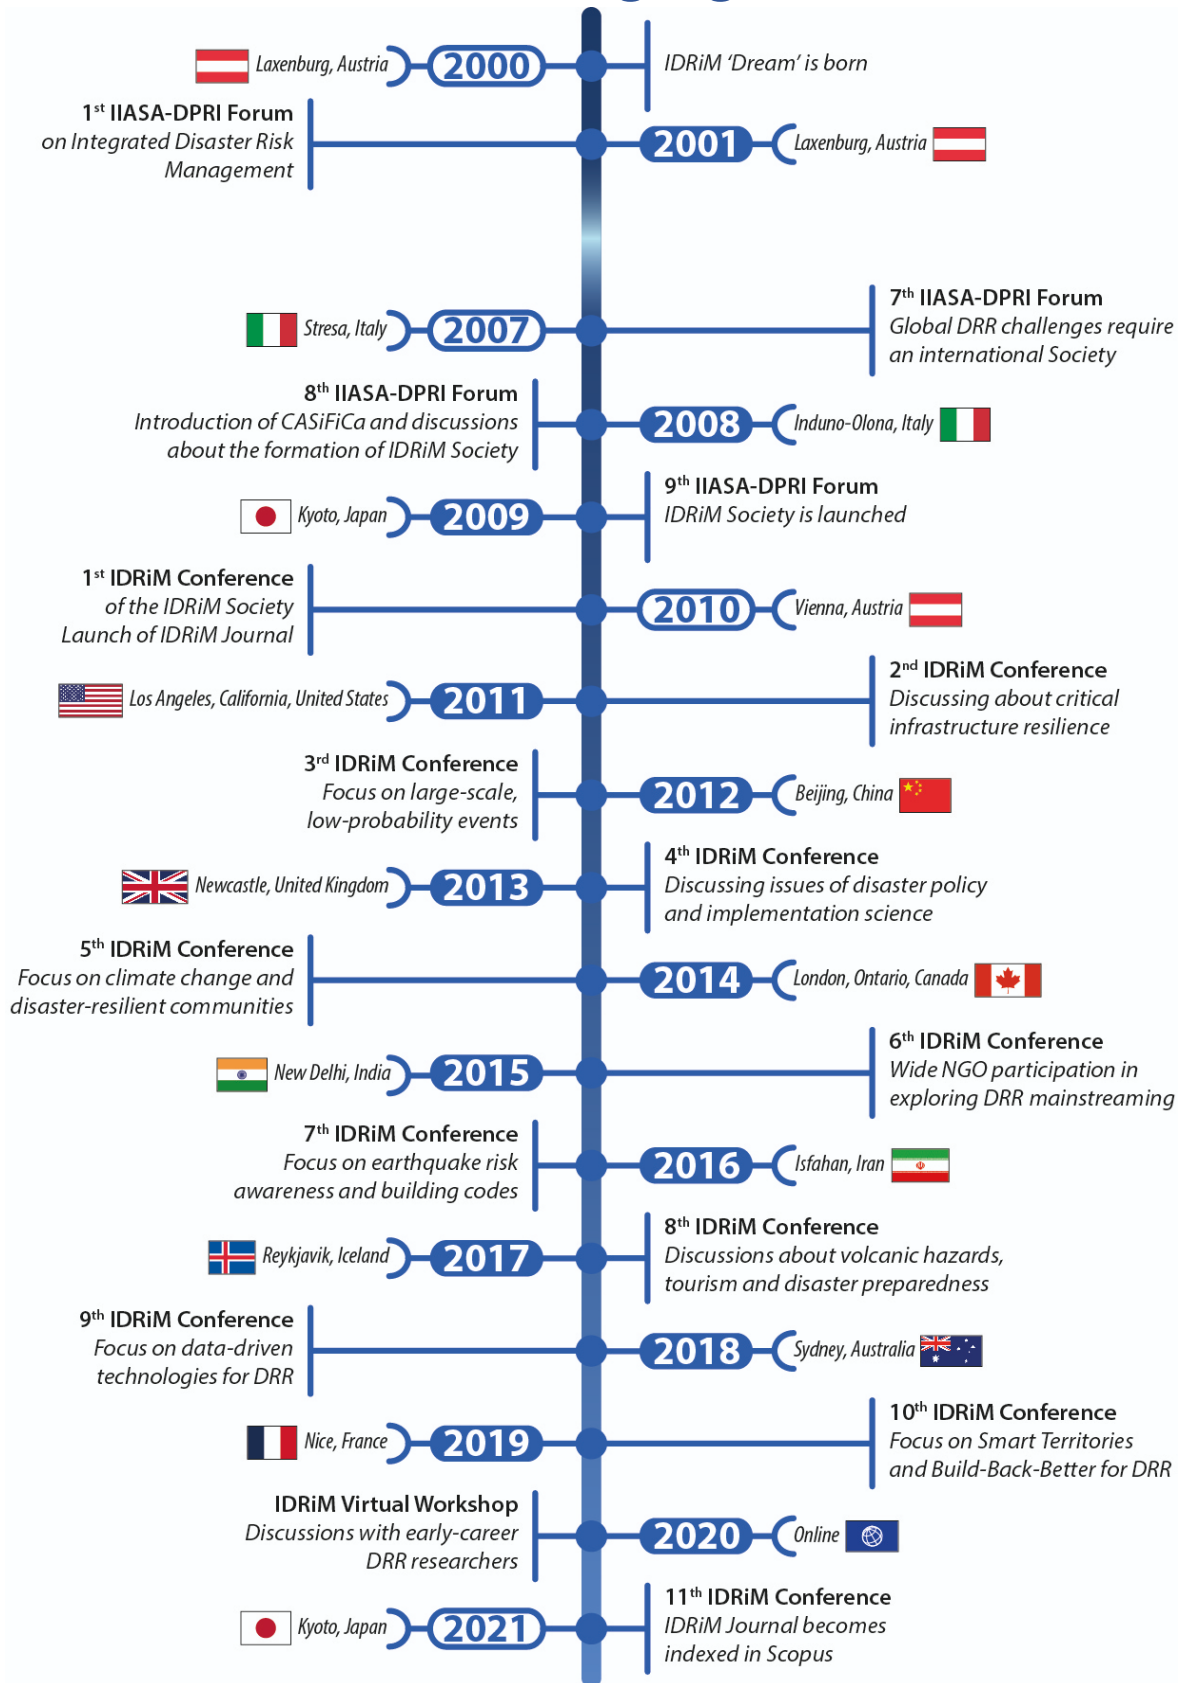 Laxenburg, Austria
2000
IDRiM ‘Dream’ is born
1st IIASA-DPRI Forum
on Integrated Disaster Risk
Management
2001
Laxenburg, Austria
Stresa, Italy
2007
7th IIASA-DPRI Forum
Global DRR challenges require
an international Society
8th IIASA-DPRI Forum
Introduction of CASiFiCa and discussions
about the formation of IDRiM Society
2008
Induno-Olona, Italy
Kyoto, Japan
2009
9th IIASA-DPRI Forum
IDRiM Society is launched
1st IDRiM Conference
of the IDRiM Society
Launch of IDRiM Journal
2010
Vienna, Austria
Los Angeles, California, United States
2011
2nd IDRiM Conference
Discussing about critical
infrastructure resilience
3rd IDRiM Conference
Focus on large-scale,
low-probability events
2012
Beijing, China
Newcastle, United Kingdom
2013
4th IDRiM Conference
Discussing issues of disaster policy
and implementation science
5th IDRiM Conference
Focus on climate change and
disaster-resilient communities
2014
London, Ontario, Canada
New Delhi, India
2015
6th IDRiM Conference
Wide NGO participation in
exploring DRR mainstreaming
7th IDRiM Conference
Focus on earthquake risk
awareness and building codes
2016
Isfahan, Iran
Reykjavik, Iceland
2017
8th IDRiM Conference
Discussions about volcanic hazards,
tourism and disaster preparedness
9th IDRiM Conference
Focus on data-driven
technologies for DRR
2018
Sydney, Australia
Nice, France
2019
10th IDRiM Conference
Focus on Smart Territories
and Build-Back-Better for DRR
IDRiM Virtual Workshop
Discussions with early-career
DRR researchers
2020
Online
Kyoto, Japan
2021
11th IDRiM Conference
IDRiM Journal becomes
indexed in Scopus